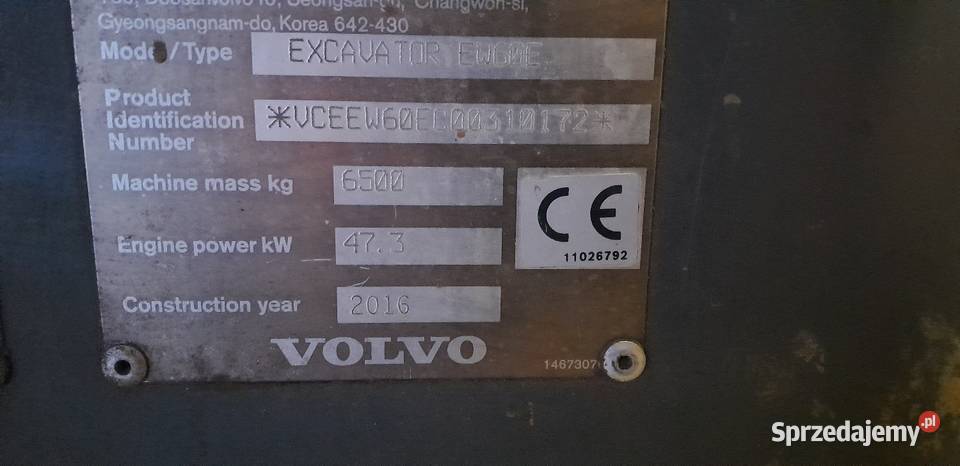 Gyeongsangnam-do, Korea 642-430
Model/Type EXCAVATOR EW60E
Product
Identification
Number
*VCEEW60EC00310172*
Machine mass kg 6500
CE
11026792
Engine power kW 47.3
Construction year 2016
VOLVO
Sprzedajemy.pl